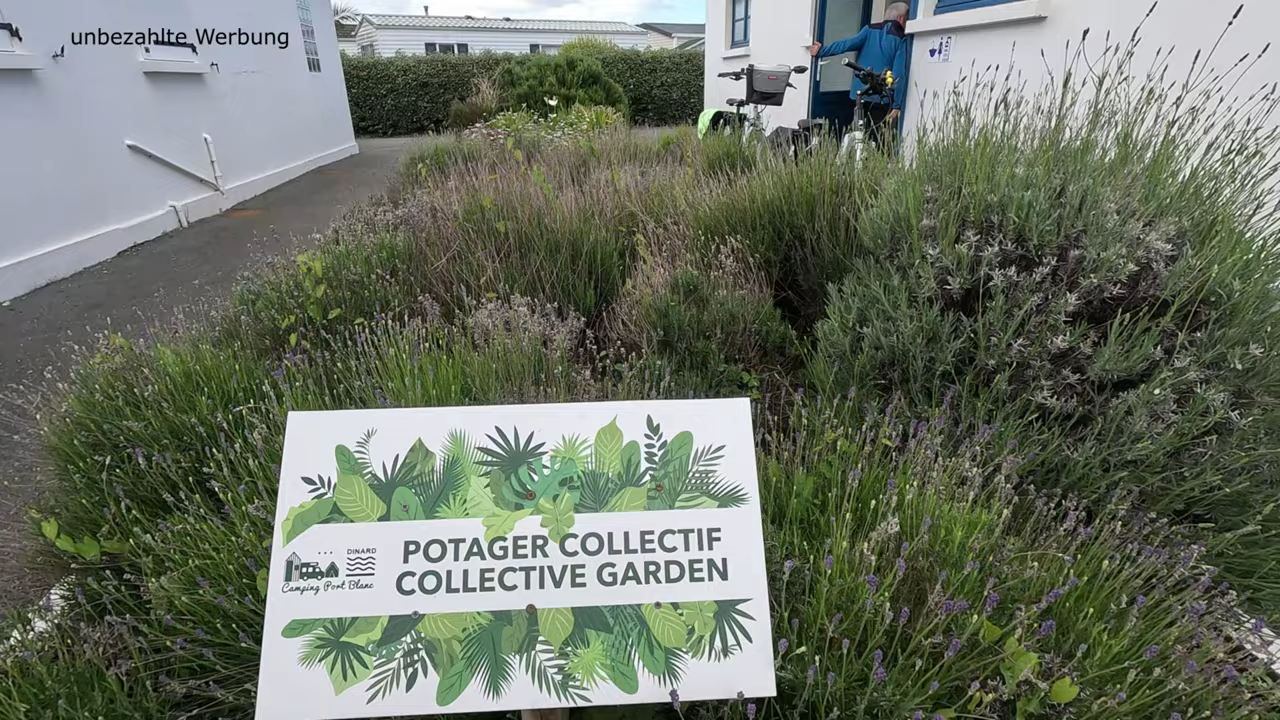 unbezahlte Werbung
POTAGER COLLECTIF
COLLECTIVE GARDEN
DINARD
Camping Port Blanc